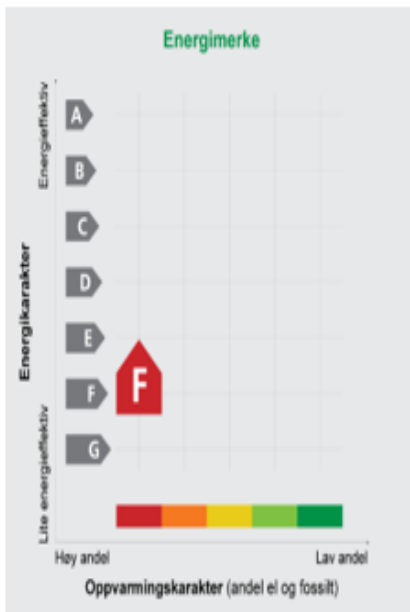 Energimerke
Energieffektiv
Energikarakter
Lite energieffektiv
A
B
C
D
E
F
F
G
Høy andel
Lav andel
Oppvarmingskarakter (andel el og fossilt)